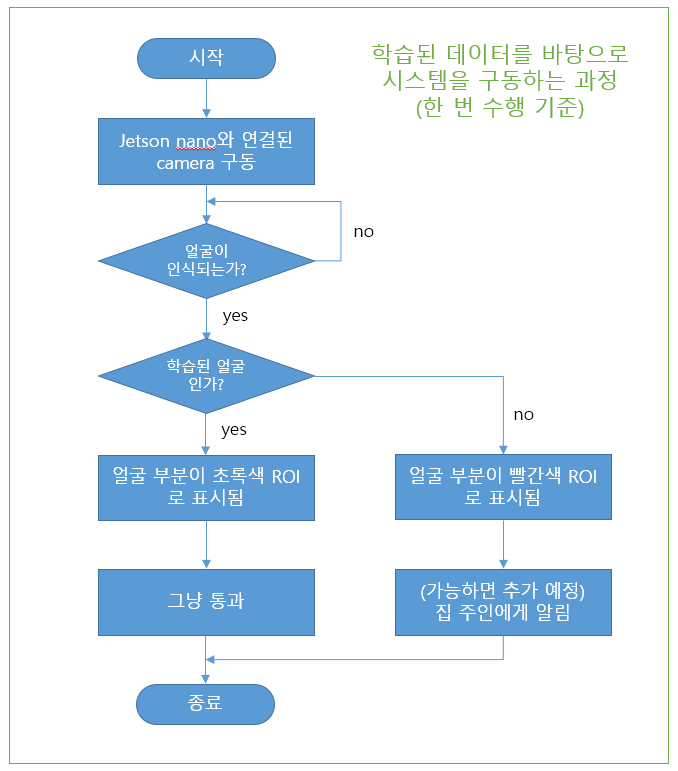 시작
학습된 데이터를 바탕으로
시스템을 구동하는 과정
(한 번 수행 기준)
Jetson nano와 연결된
camera 구동
no
얼굴이
인식되는가?
yes
학습된 얼굴
인가?
no
yes
얼굴 부분이 초록색 ROI
로 표시됨
얼굴 부분이 빨간색 ROI
로 표시됨
그냥 통과
(가능하면 추가 예정)
집 주인에게 알림
종료